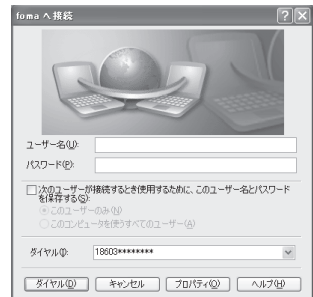 foma へ接続
ユーザー名(U):
パスワード(P):
次のユーザーが接続するとき使用するために、このユーザー名とパスワード
を保存する(S):
このユーザーのみ(N)
このコンピュータを使うすべてのユーザー(A)
ダイヤル(I):
18603********
ダイヤル(D) キャンセル プロパティ(O) ヘルプ(H)